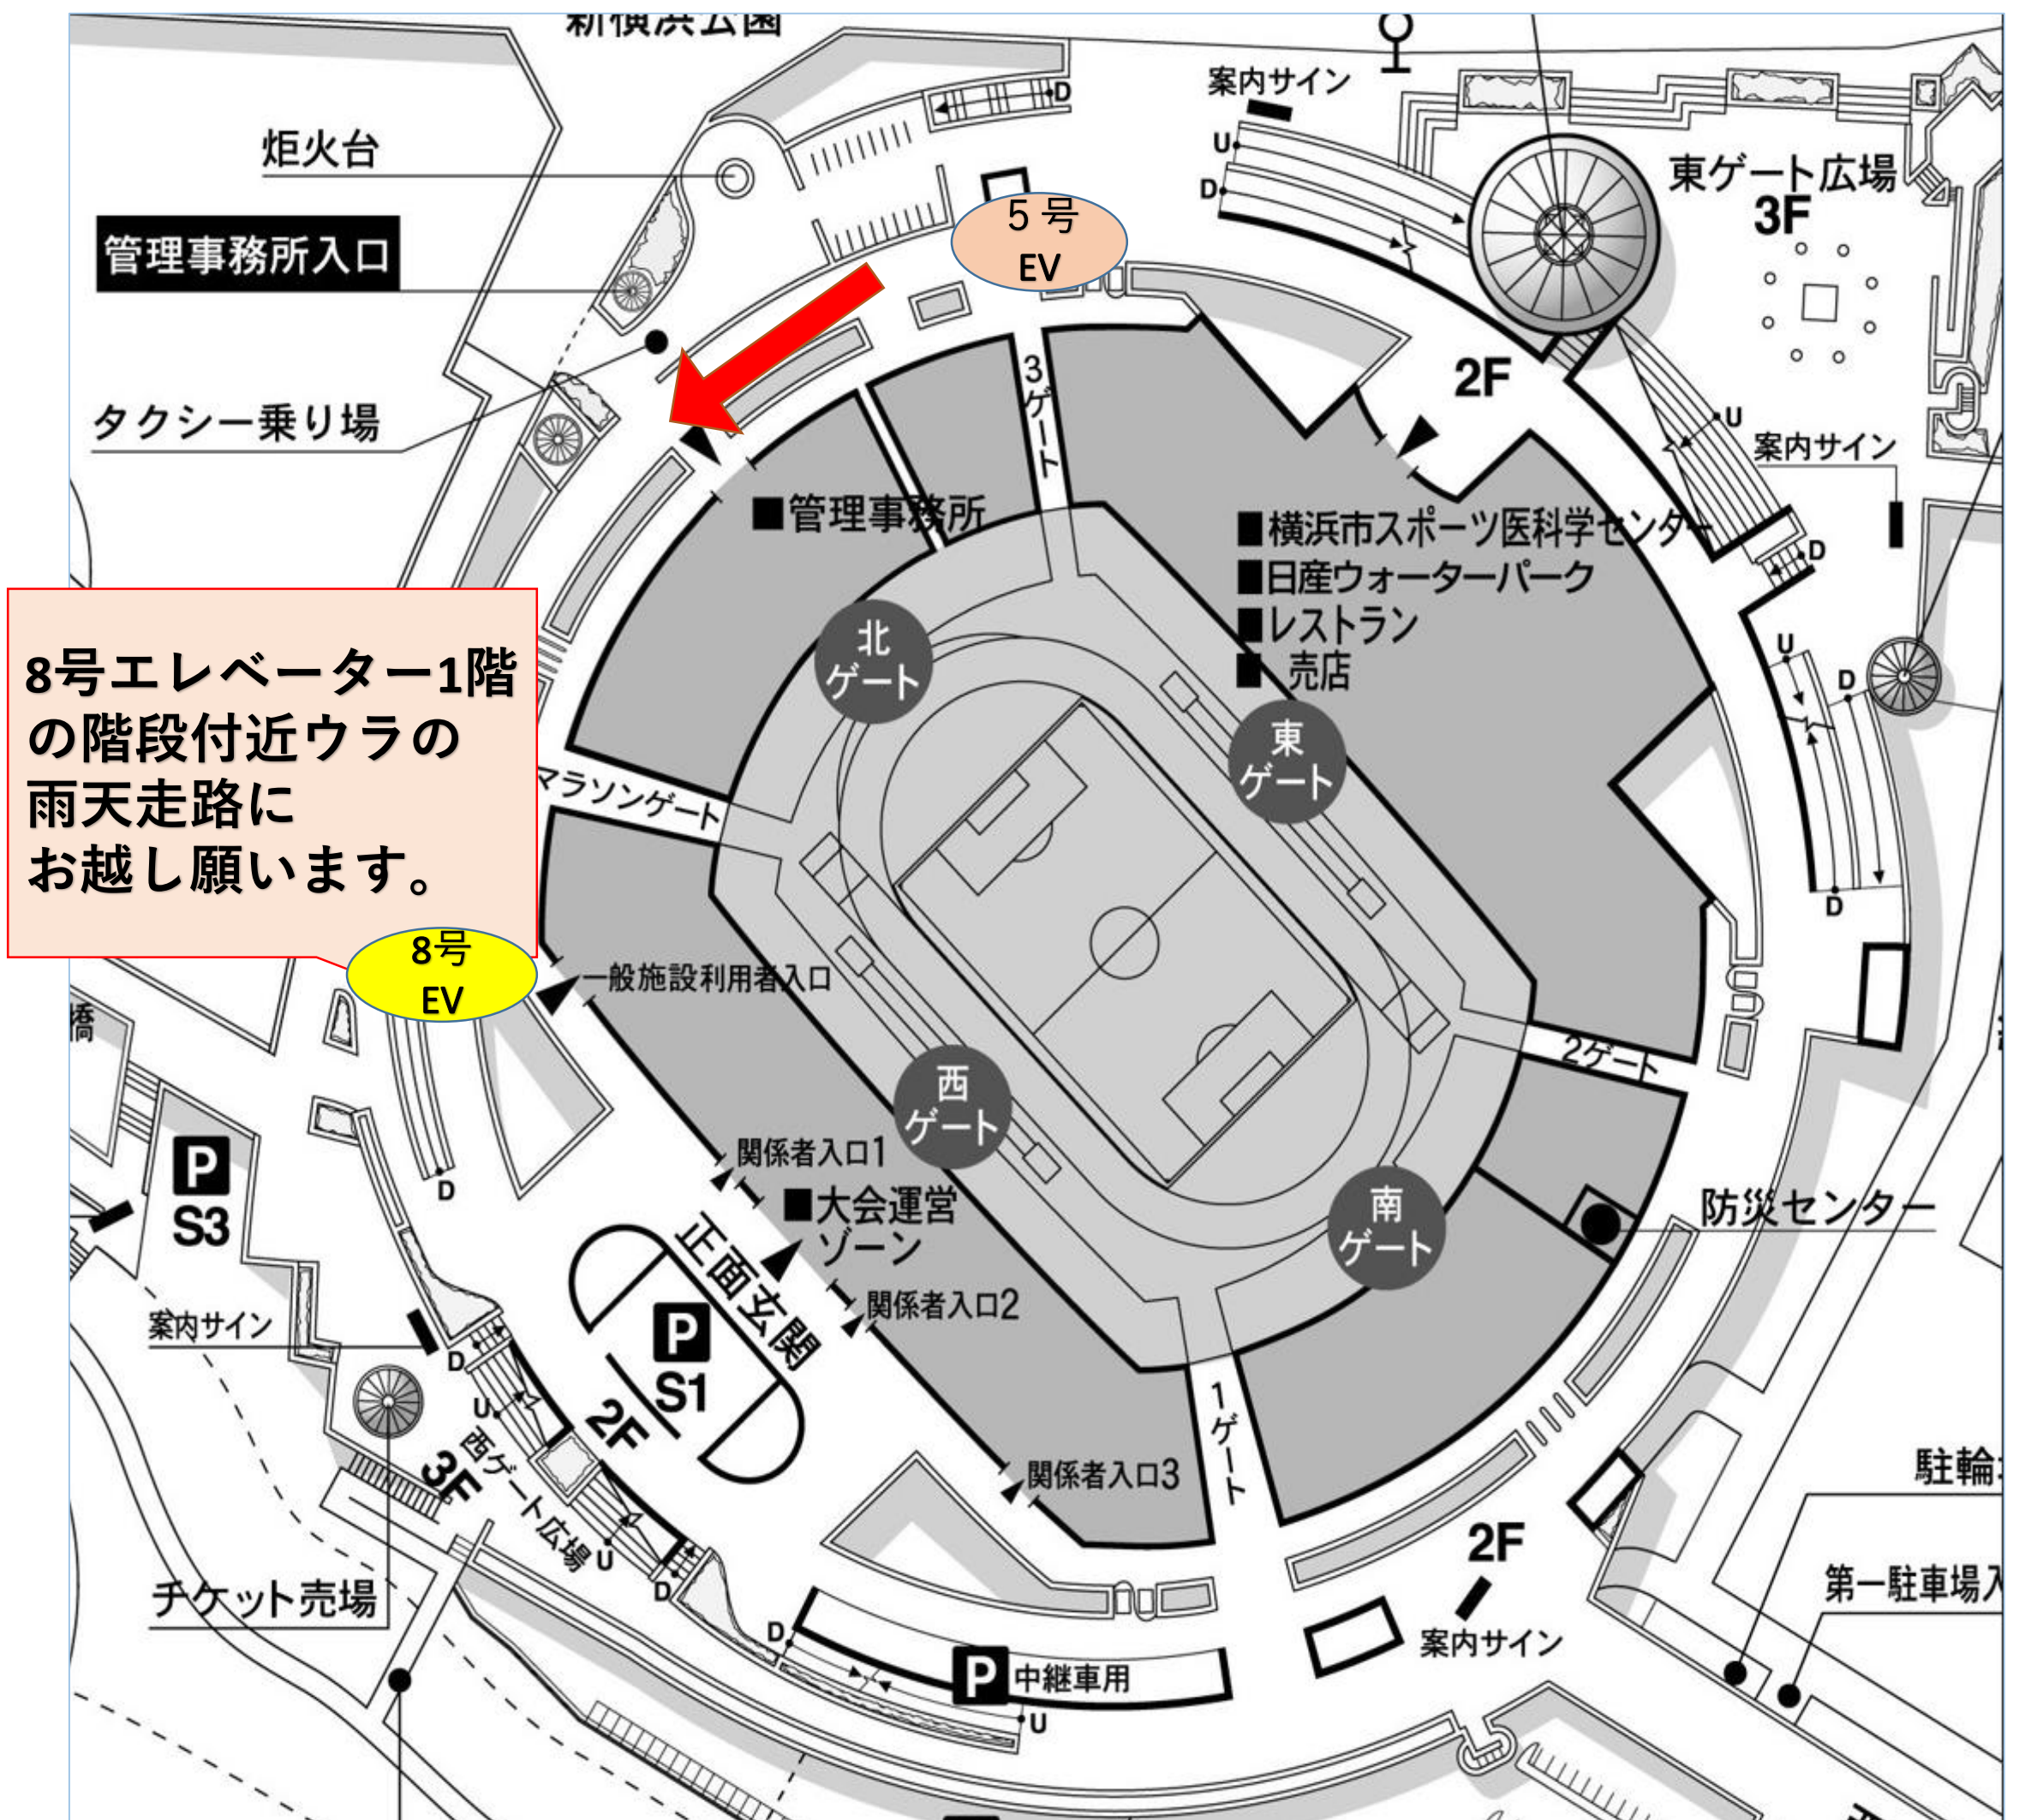 新横浜公園
案内サイン
D
炬火台
U
D
東ゲート広場
3F
5号
EV
管理事務所入口
タクシー乗り場
3ゲート
2F
U
案内サイン
■管理事務所
■横浜市スポーツ医科学センター
■日産ウォーターパーク
■レストラン
■ 売店
D
8号エレベーター1階
の階段付近ウラの
雨天走路に
お越し願います。
北
ゲート
東
ゲート
U
D
マラソンゲート
D
8号
EV
一般施設利用者入口
橋
2ゲート
西
ゲート
関係者入口1
P
S3
D
■大会運営
ゾーン
南
ゲート
防災センター
正面玄関
関係者入口2
案内サイン
P
S1
D
U
2F
3F
西ゲート広場
1ゲート
関係者入口3
駐輪
2F
U
D
チケット売場
第一駐車場入
D
案内サイン
P 中継車用
U